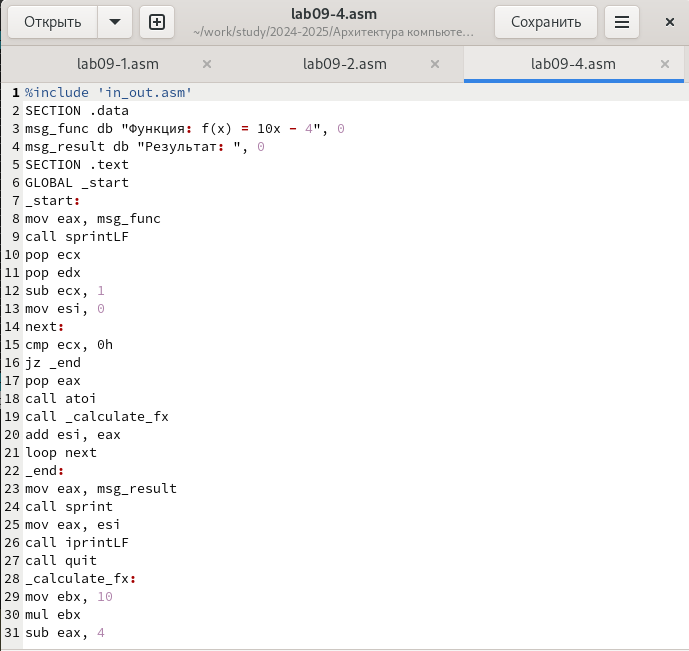 Открыть
lab09-4.asm
~/work/study/2024-2025/Архитектура компьюте…
Сохранить
lab09-1.asm
lab09-2.asm
lab09-4.asm
1 %include 'in_out.asm'
2 SECTION .data
3 msg_func db "Функция: f(x) = 10x - 4", 0
4 msg_result db "Результат: ", 0
5 SECTION .text
6 GLOBAL _start
7 _start:
8 mov eax, msg_func
9 call sprintLF
10 pop ecx
11 pop edx
12 sub ecx, 1
13 mov esi, 0
14 next:
15 cmp ecx, 0h
16 jz _end
17 pop eax
18 call atoi
19 call _calculate_fx
20 add esi, eax
21 loop next
22 _end:
23 mov eax, msg_result
24 call sprint
25 mov eax, esi
26 call iprintLF
27 call quit
28 _calculate_fx:
29 mov ebx, 10
30 mul ebx
31 sub eax, 4